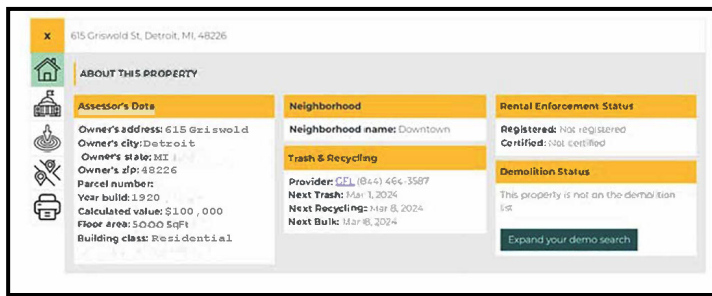 x
615 Griswold St, Detroit, MI, 48226
ABOUT THIS PROPERTY
Assessor's Data
Owner's address: 615 Griswold
Owner's city: Detroit
Owner's state: MI
Owner's zip: 48226
Parcel number:
Year build: 1920
Calculated value: $100,000
Floor area: 5000 SqFt
Building class: Residential
Neighborhood
Neighborhood name: Downtown
Trash & Recycling
Provider: GFL (844) 464-3587
Next Trash: Mar 1, 2024
Next Recycling: Mar 8, 2024
Next Bulk: Mar 8, 2024
Rental Enforcement Status
Registered: Not registered
Certified: Not certified
Demolition Status
This property is not on the demolition
list
Expand your demo search